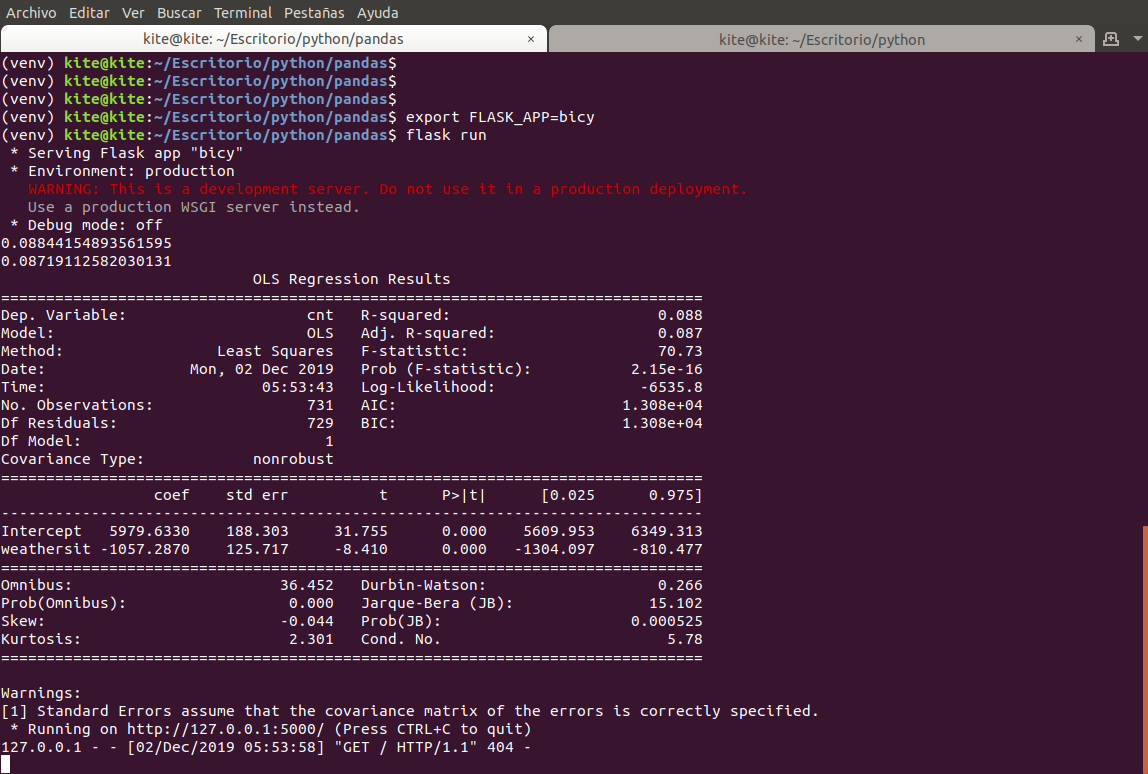 Archivo Editar Ver Buscar Terminal Pestañas Ayuda
kite@kite: ~/Escritorio/python/pandas × kite@kite: ~/Escritorio/python ×
(venv) kite@kite:~/Escritorio/python/pandas$
(venv) kite@kite:~/Escritorio/python/pandas$
(venv) kite@kite:~/Escritorio/python/pandas$
(venv) kite@kite:~/Escritorio/python/pandas$ export FLASK_APP=bicy
(venv) kite@kite:~/Escritorio/python/pandas$ flask run
 * Serving Flask app "bicy"
 * Environment: production
   WARNING: This is a development server. Do not use it in a production deployment.
   Use a production WSGI server instead.
 * Debug mode: off
0.08844154893561595
0.08719112582030131
                            OLS Regression Results
==============================================================================
Dep. Variable:                    cnt   R-squared:                       0.088
Model:                            OLS   Adj. R-squared:                  0.087
Method:                 Least Squares   F-statistic:                     70.73
Date:                Mon, 02 Dec 2019   Prob (F-statistic):           2.15e-16
Time:                        05:53:43   Log-Likelihood:                -6535.8
No. Observations:                 731   AIC:                         1.308e+04
Df Residuals:                     729   BIC:                         1.308e+04
Df Model:                           1
Covariance Type:            nonrobust
==============================================================================
                 coef    std err          t      P>|t|      [0.025      0.975]
------------------------------------------------------------------------------
Intercept   5979.6330    188.303     31.755      0.000    5609.953    6349.313
weathersit -1057.2870    125.717     -8.410      0.000   -1304.097    -810.477
==============================================================================
Omnibus:                       36.452   Durbin-Watson:                   0.266
Prob(Omnibus):                  0.000   Jarque-Bera (JB):               15.102
Skew:                          -0.044   Prob(JB):                     0.000525
Kurtosis:                       2.301   Cond. No.                         5.78
==============================================================================

Warnings:
[1] Standard Errors assume that the covariance matrix of the errors is correctly specified.
 * Running on http://127.0.0.1:5000/ (Press CTRL+C to quit)
127.0.0.1 - - [02/Dec/2019 05:53:58] "GET / HTTP/1.1" 404 -